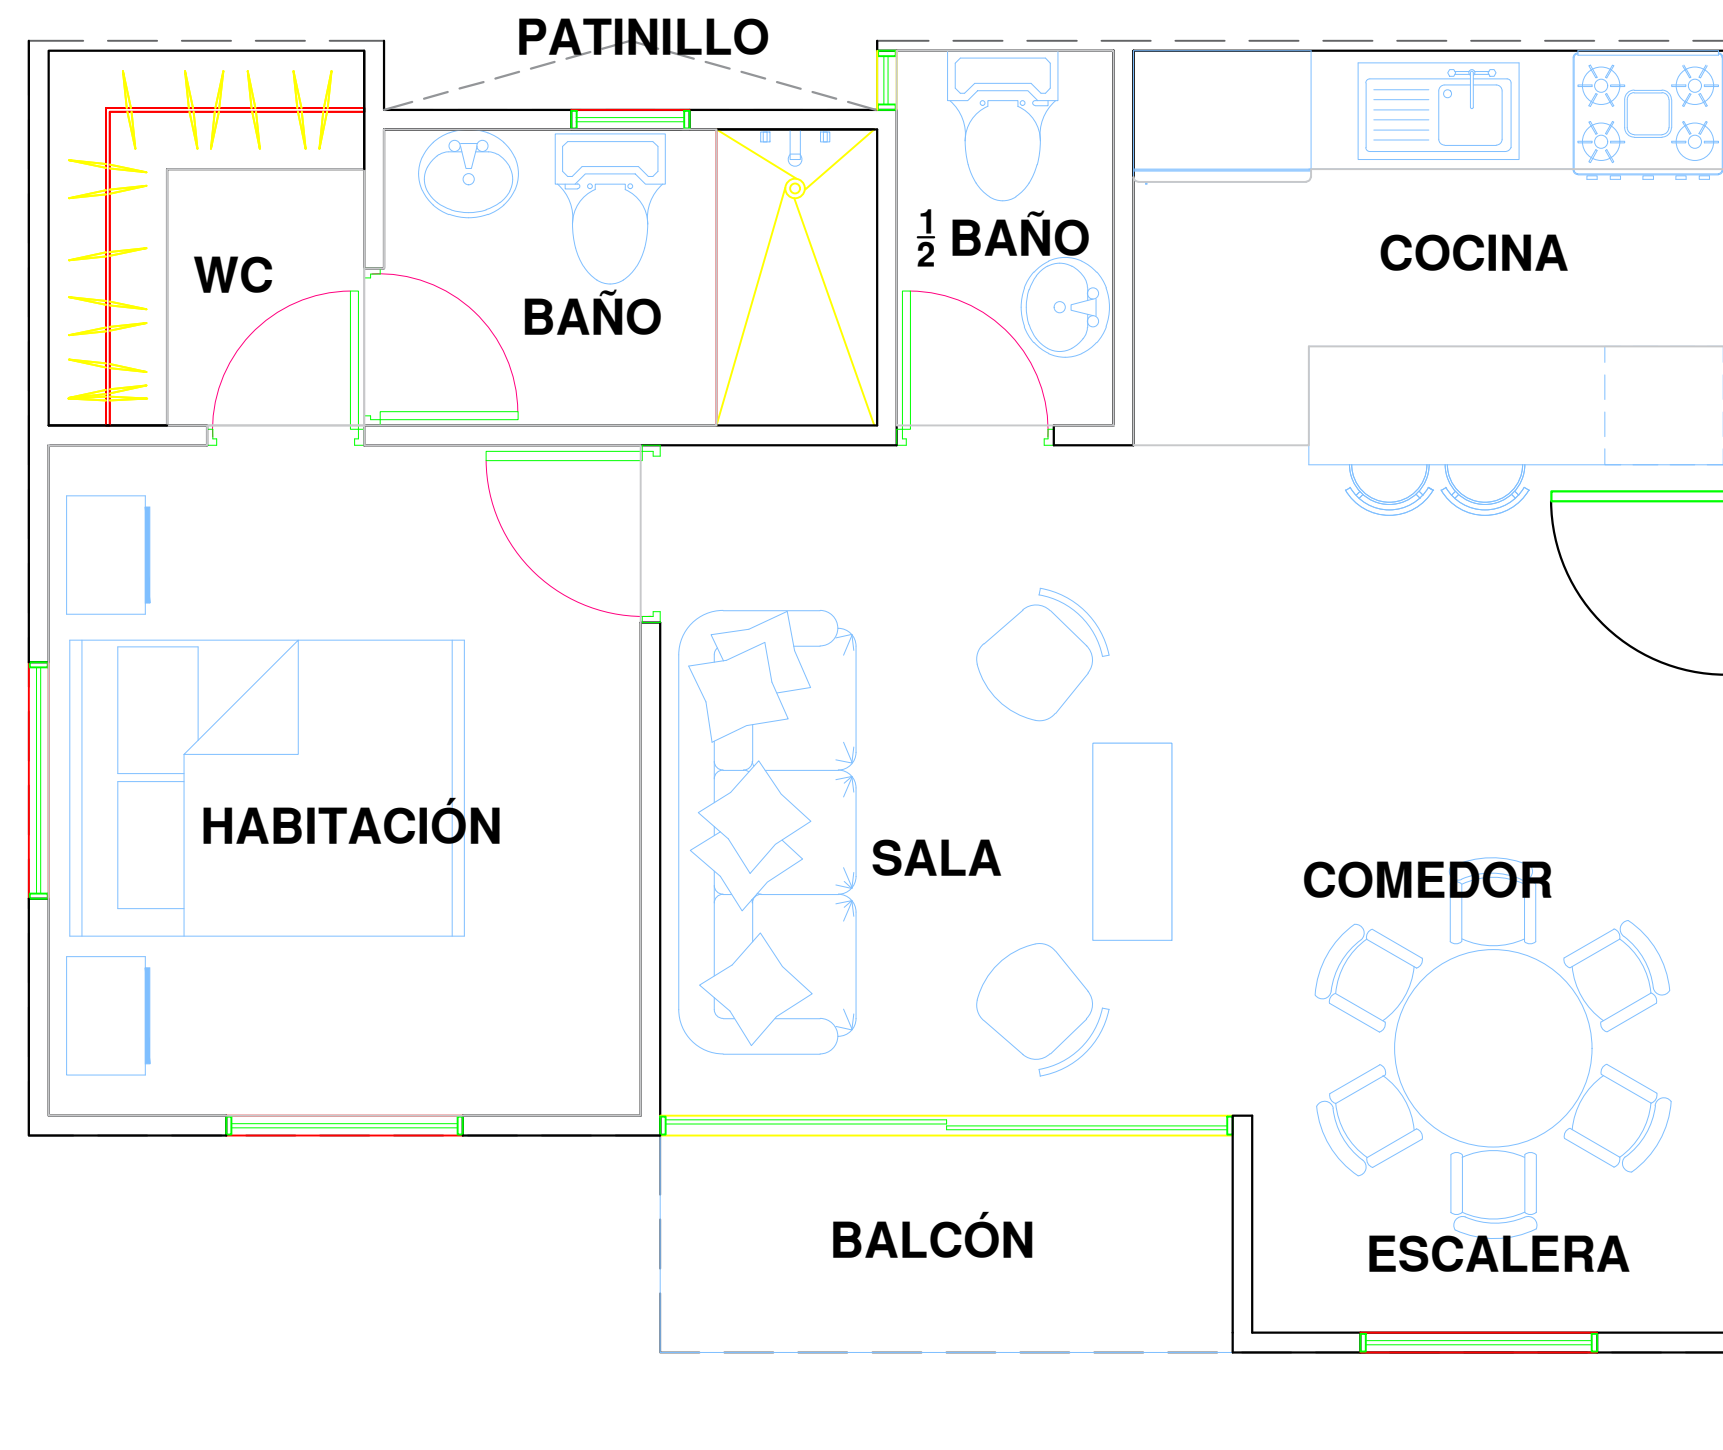 PATINILLO
½ BAÑO
COCINA
WC
BAÑO
HABITACIÓN
SALA
COMEDOR
BALCÓN
ESCALERA